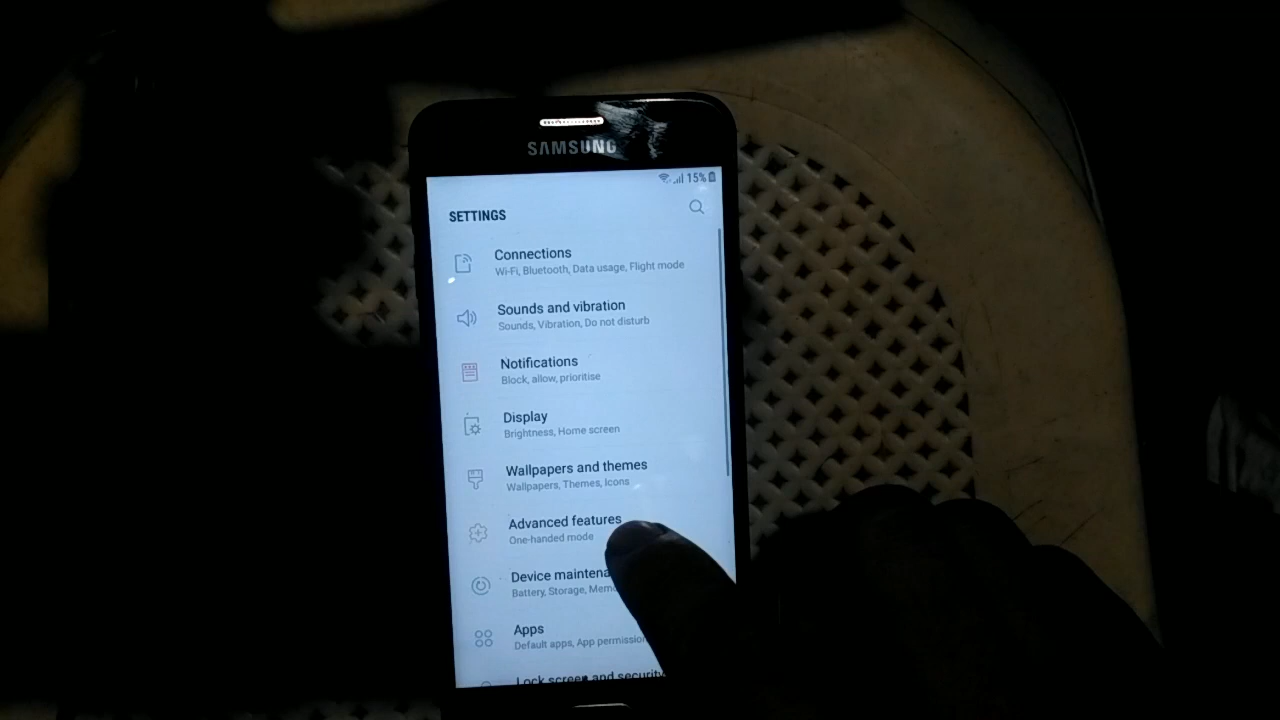 SAMSUNG
15%
SETTINGS
Connections
Wi-Fi, Bluetooth, Data usage, Flight mode
Sounds and vibration
Sounds, Vibration, Do not disturb
Notifications
Block, allow, prioritise
Display
Brightness, Home screen
Wallpapers and themes
Wallpapers, Themes, Icons
Advanced features
One-handed mode
Device maintena
Battery, Storage, Mem
Apps
Default apps, App permission
Lock screen and security